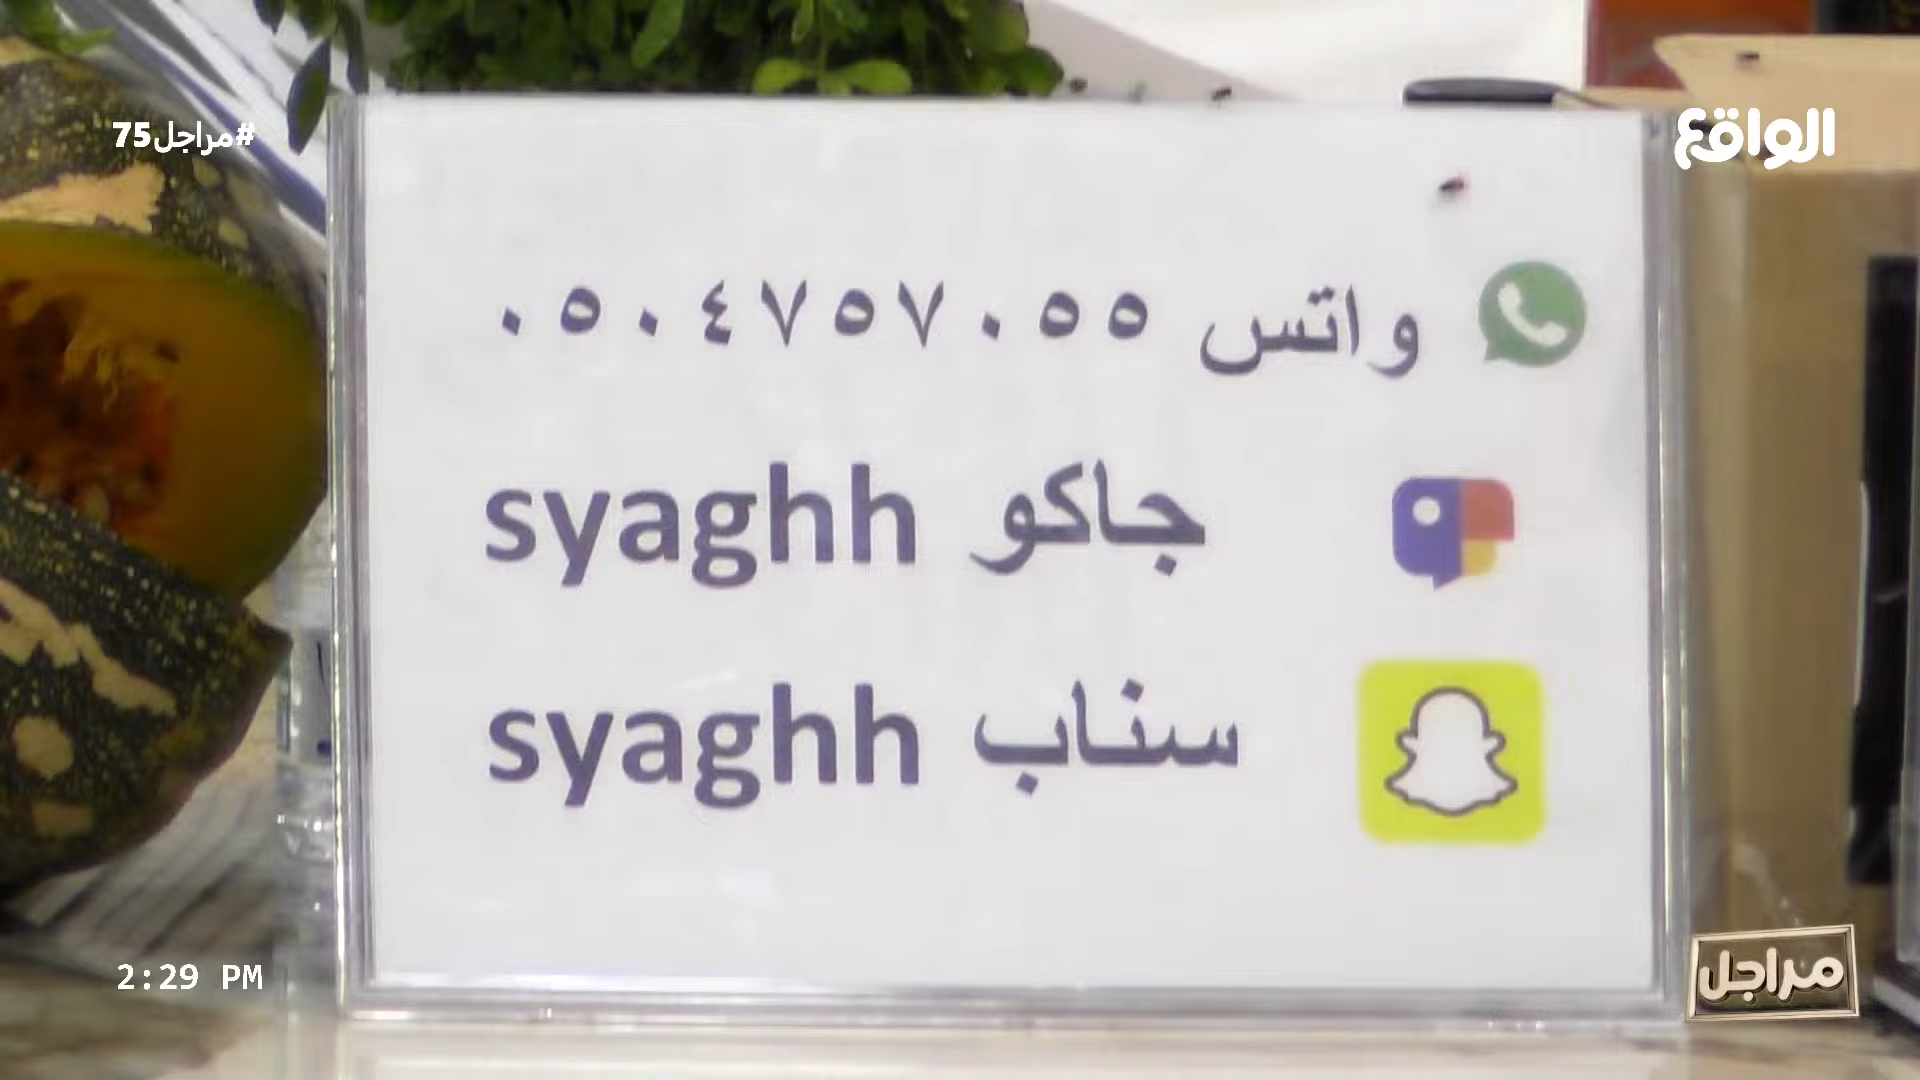 #مراجل75
الواقع
واتس ٠٥٠٤٧٥٧٠٥٥
جاكو syaghh
سناب syaghh
2:29 PM
مراجل